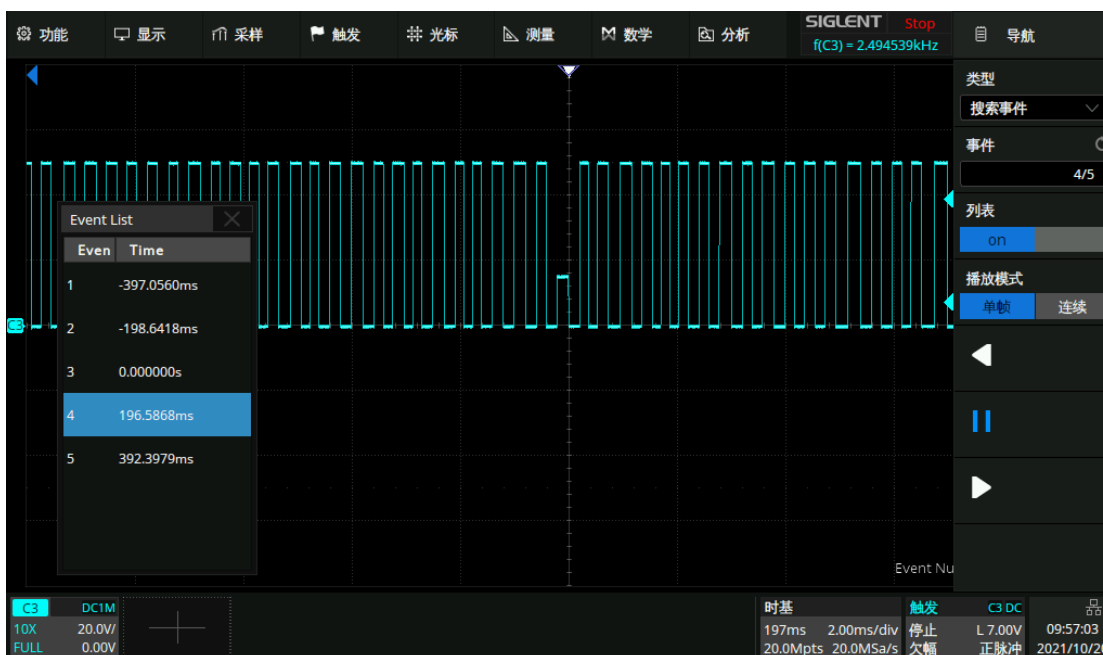 功能 显示 采样 触发 光标 测量 数学 分析
SIGLENT Stop
f(C3) = 2.494539kHz
导航
类型
搜索事件
事件
4/5
列表
on
播放模式
单帧 连续
Event List
Even Time
1 -397.0560ms
2 -198.6418ms
3 0.000000s
4 196.5868ms
5 392.3979ms
C3
Event Nu
C3 DC1M
10X 20.0V/
FULL 0.00V
时基
197ms 2.00ms/div
20.0Mpts 20.0MSa/s
触发 C3 DC
停止 L 7.00V
欠幅 正脉冲
09:57:03
2021/10/20